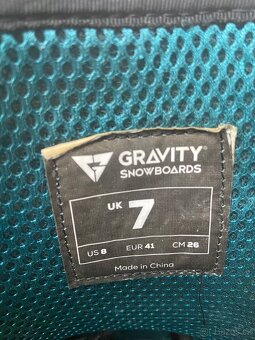 GRAVITY
SNOWBOARDS
UK 7
US 8 EUR 41 CM 26
Made in China